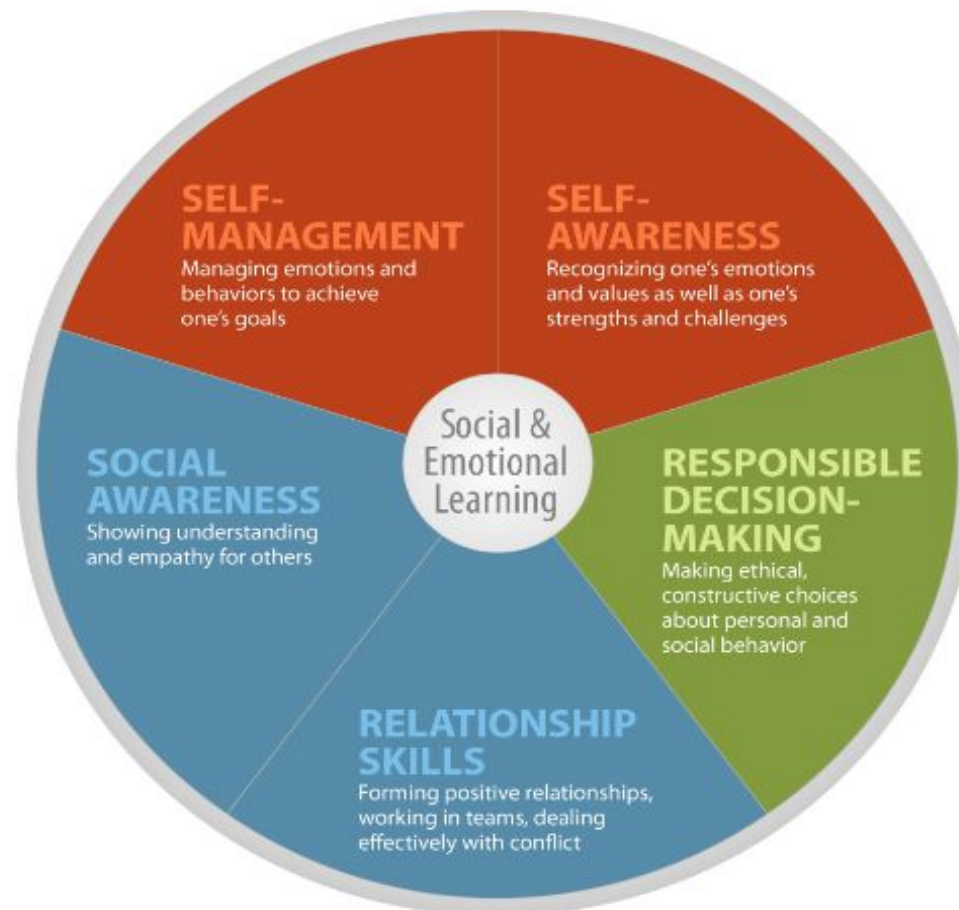 SELF-
MANAGEMENT
Managing emotions and
behaviors to achieve
one’s goals
SELF-
AWARENESS
Recognizing one’s emotions
and values as well as one’s
strengths and challenges
Social &
Emotional
Learning
SOCIAL
AWARENESS
Showing understanding
and empathy for others
RESPONSIBLE
DECISION-
MAKING
Making ethical,
constructive choices
about personal and
social behavior
RELATIONSHIP
SKILLS
Forming positive relationships,
working in teams, dealing
effectively with conflict